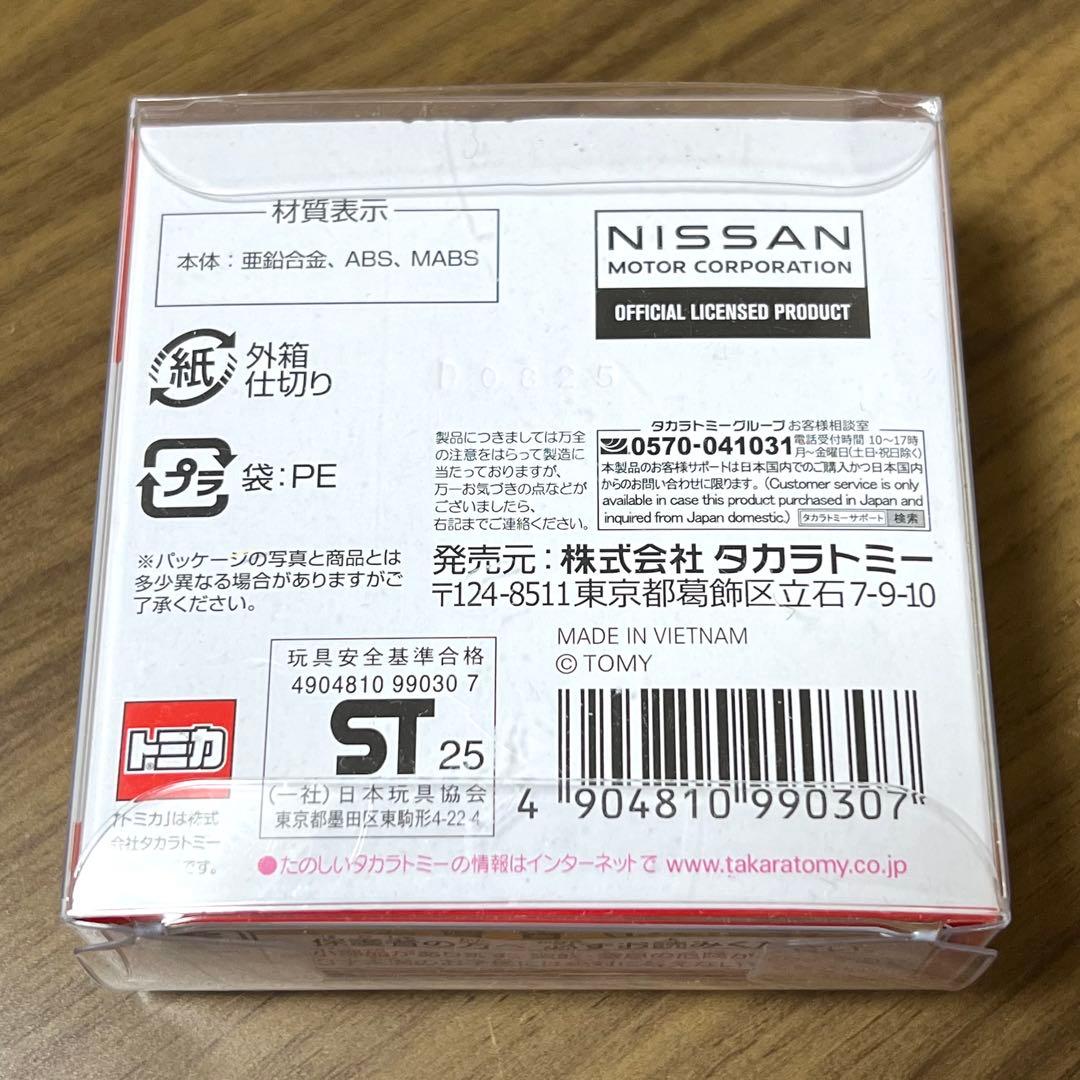 材質表示
本体：亜鉛合金、ABS、MABS
NISSAN
MOTOR CORPORATION
OFFICIAL LICENSED PRODUCT
紙
外箱
仕切り
プラ
袋：PE
※パッケージの写真と商品とは
多少異なる場合がありますがご
了承ください。
製品につきましては万全
の注意をはらって製造に
当たっておりますが、
万一お気づきの点などが
ございましたら、
右記までご連絡ください。
タカラトミーグループ お客様相談室
0570-041031 電話受付時間 10〜17時
月〜金曜日(土日・祝日除く)
本製品のお客様サポートは日本国内でのご購入かつ日本国内
からのお問い合わせに限ります。(Customer service is only
available in case this product purchased in Japan and
inquired from Japan domestic.) タカラトミーサポート 検索
発売元：株式会社 タカラトミー
〒124-8511 東京都葛飾区立石7-9-10
MADE IN VIETNAM
© TOMY
玩具安全基準合格
4904810 99030 7
ST 25
(一社)日本玩具協会
東京都墨田区東駒形4-22-4
4 904810 990307
トミカ
「トミカ」は株式
会社タカラトミー
です。
●たのしいタカラトミーの情報はインターネットで www.takaratomy.co.jp